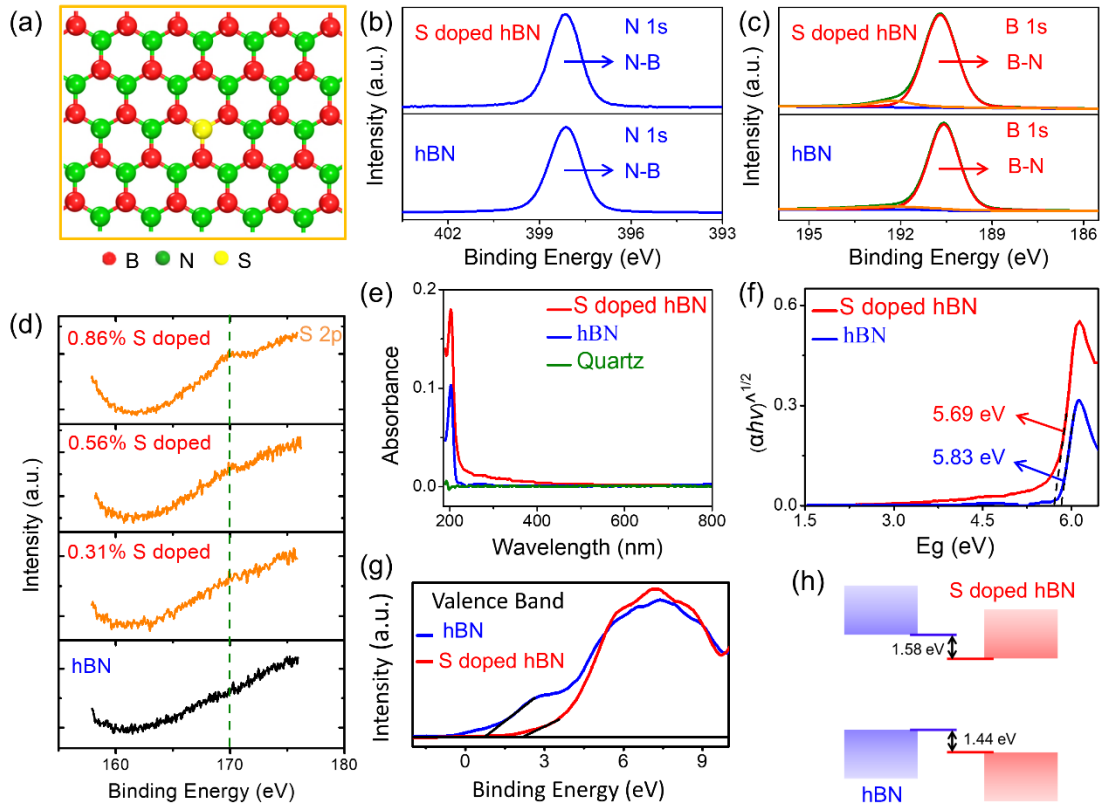 (a)
B N S
(b)
S doped hBN
N 1s
N-B
hBN
N 1s
N-B
Intensity (a.u.)
402 399 396 393
Binding Energy (eV)
(c)
S doped hBN
B 1s
B-N
hBN
B 1s
B-N
Intensity (a.u.)
195 192 189 186
Binding Energy (eV)
(d)
0.86% S doped
S 2p
0.56% S doped
0.31% S doped
hBN
Intensity (a.u.)
160 170 180
Binding Energy (eV)
(e)
S doped hBN
hBN
Quartz
Absorbance
0.2
0.1
0.0
200 400 600 800
Wavelength (nm)
(f)
S doped hBN
hBN
5.69 eV
5.83 eV
(αhν)^1/2
0.6
0.3
0.0
1.5 3.0 4.5 6.0
Eg (eV)
(g)
Valence Band
hBN
S doped hBN
Intensity (a.u.)
0 3 6 9
Binding Energy (eV)
(h)
S doped hBN
1.58 eV
1.44 eV
hBN